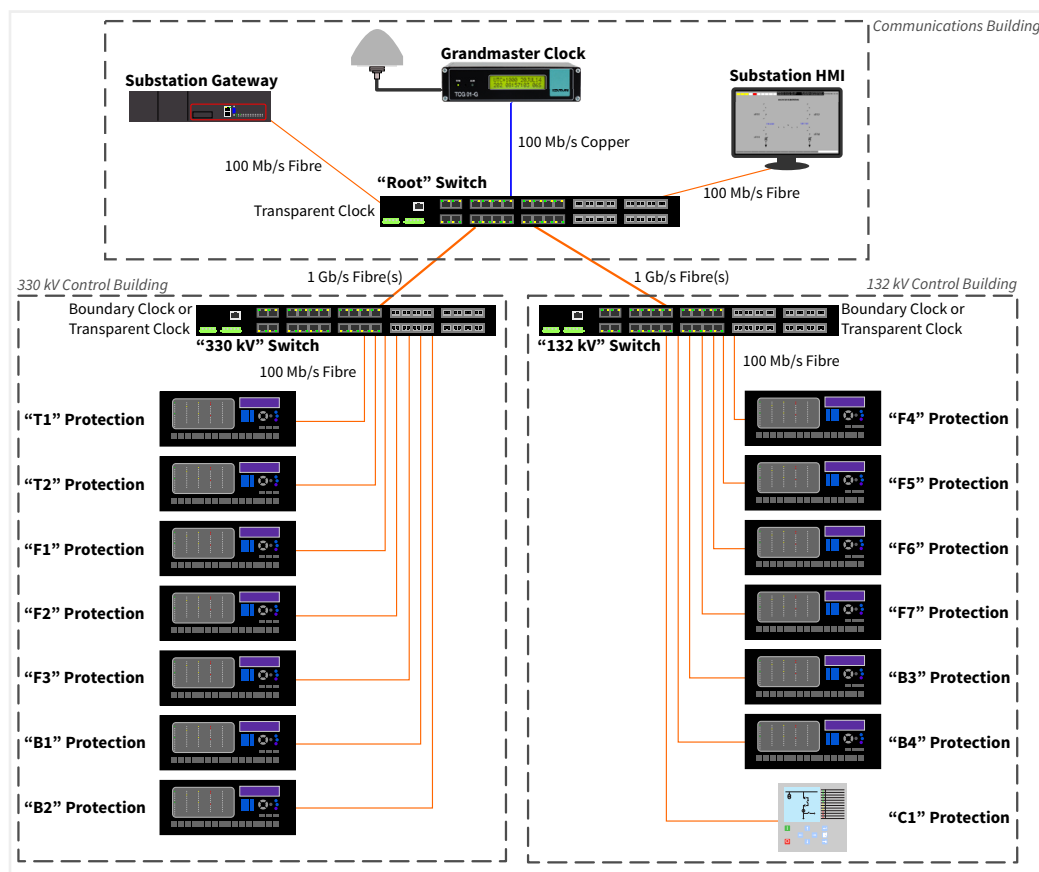 Communications Building
Grandmaster Clock
Substation Gateway
Substation HMI
TCG 01-G
100 Mb/s Copper
100 Mb/s Fibre
100 Mb/s Fibre
“Root” Switch
Transparent Clock
1 Gb/s Fibre(s)
1 Gb/s Fibre(s)
330 kV Control Building
132 kV Control Building
Boundary Clock or
Transparent Clock
“330 kV” Switch
100 Mb/s Fibre
“T1” Protection
“T2” Protection
“F1” Protection
“F2” Protection
“F3” Protection
“B1” Protection
“B2” Protection
Boundary Clock or
Transparent Clock
“132 kV” Switch
100 Mb/s Fibre
“F4” Protection
“F5” Protection
“F6” Protection
“F7” Protection
“B3” Protection
“B4” Protection
“C1” Protection